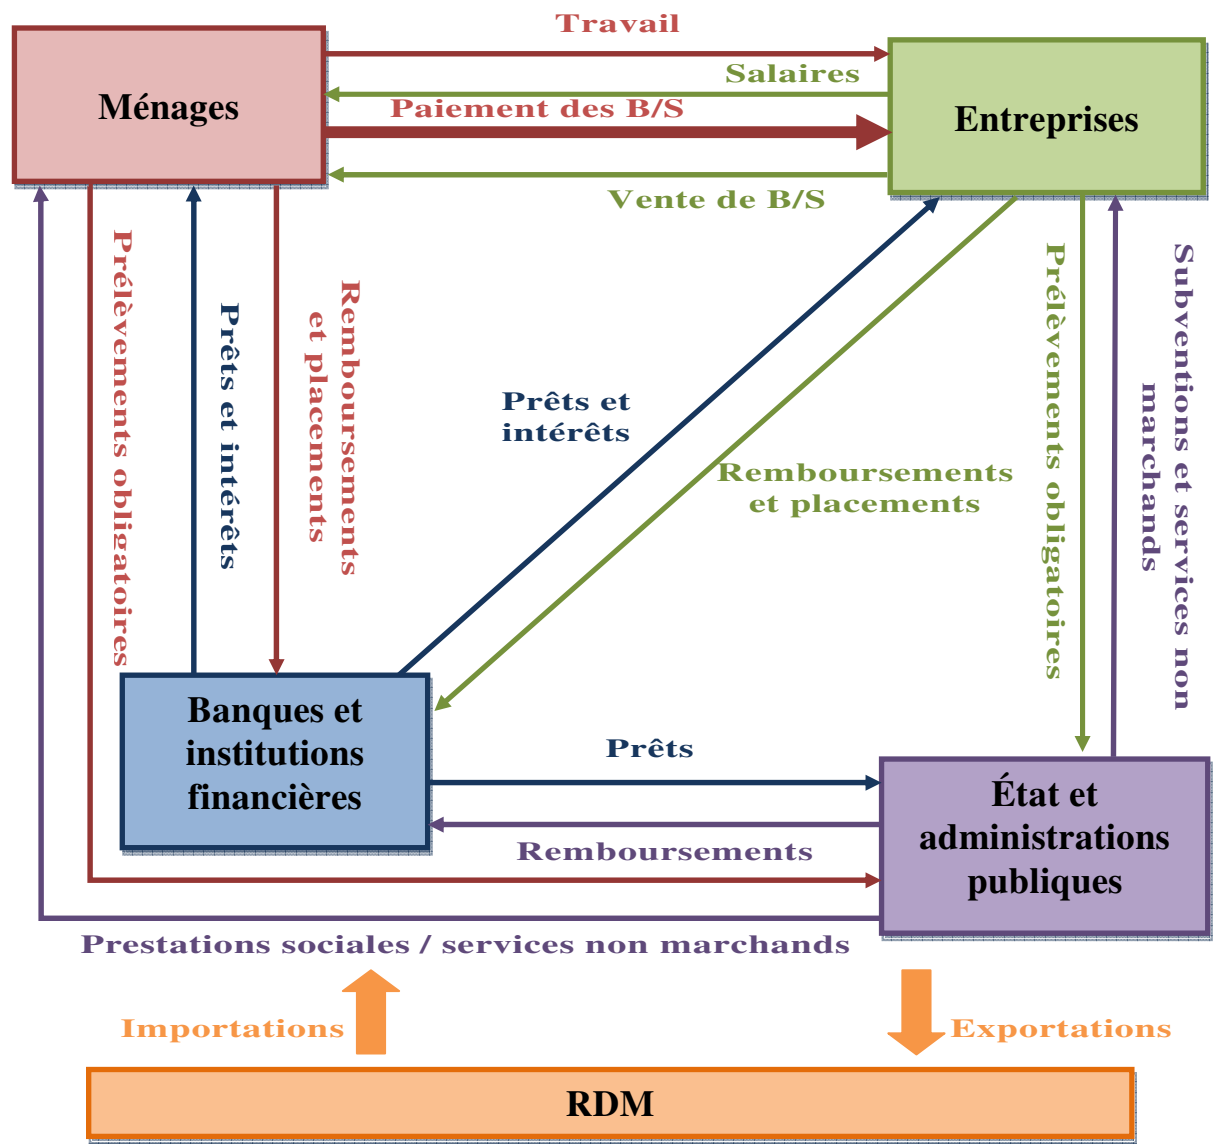 Travail
Ménages
Salaires
Entreprises
Paiement des B/S
Vente de B/S
Prélèvements obligatoires
Prêts et intérêts
Remboursements
et placements
Prêts et
intérêts
Remboursements
et placements
Prélèvements obligatoires
Subventions et services non
marchands
Banques et
institutions
financières
Prêts
Remboursements
État et
administrations
publiques
Prestations sociales / services non marchands
Importations
Exportations
RDM